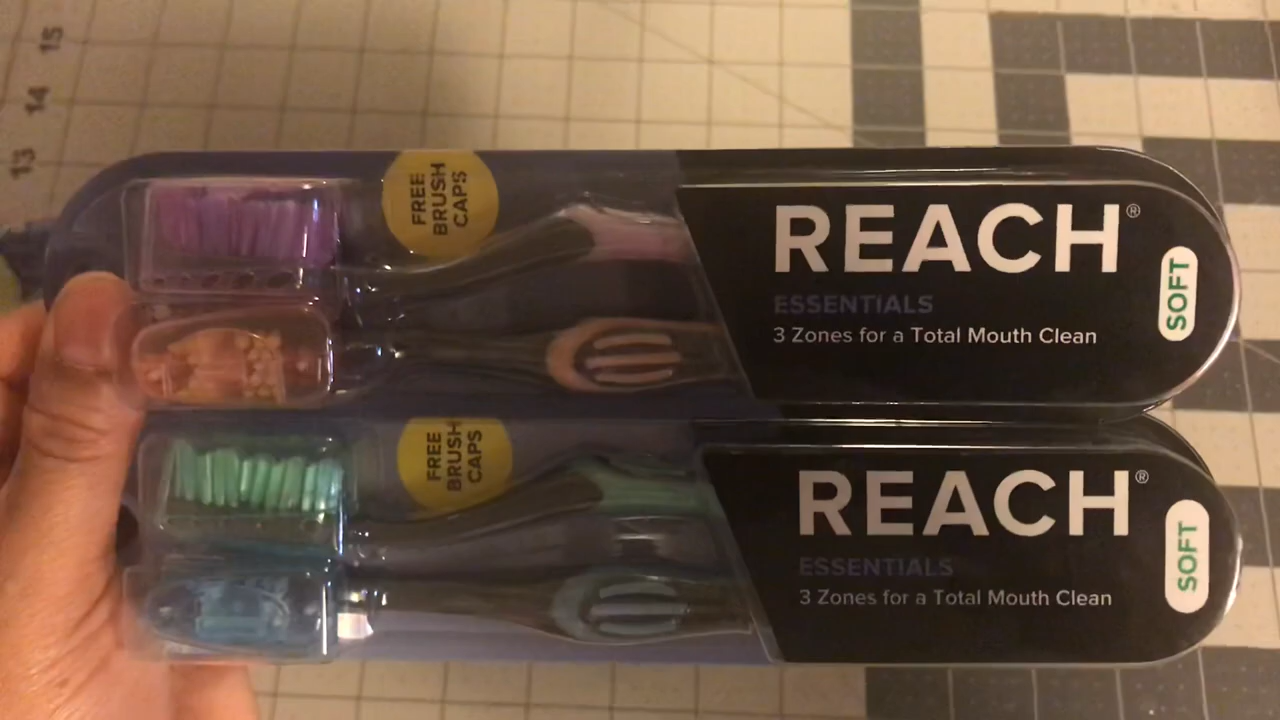 15
14
13
FREE
BRUSH
CAPS
REACH®
ESSENTIALS
3 Zones for a Total Mouth Clean
SOFT
FREE
BRUSH
CAPS
REACH®
ESSENTIALS
3 Zones for a Total Mouth Clean
SOFT